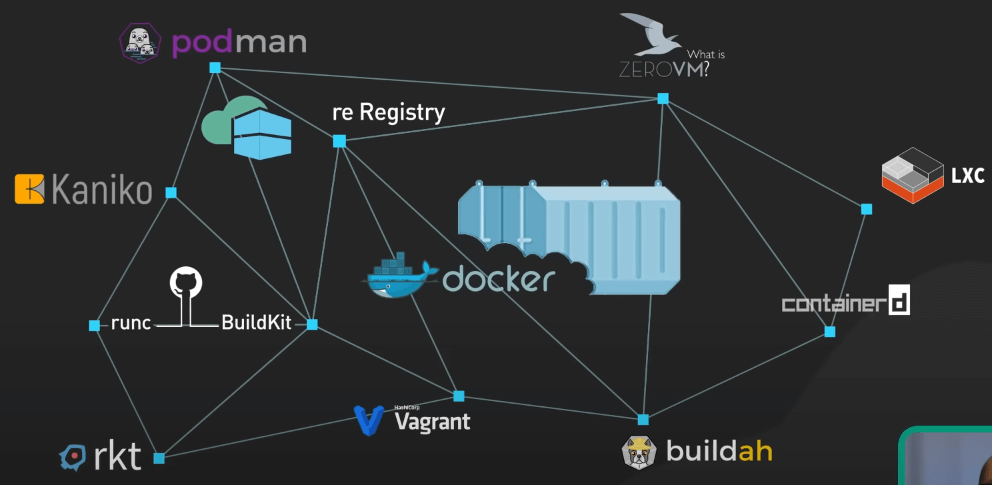 podman
What is
ZEROVM?
re Registry
Kaniko
LXC
docker
containerd
runc
BuildKit
HashiCorp
Vagrant
rkt
buildah